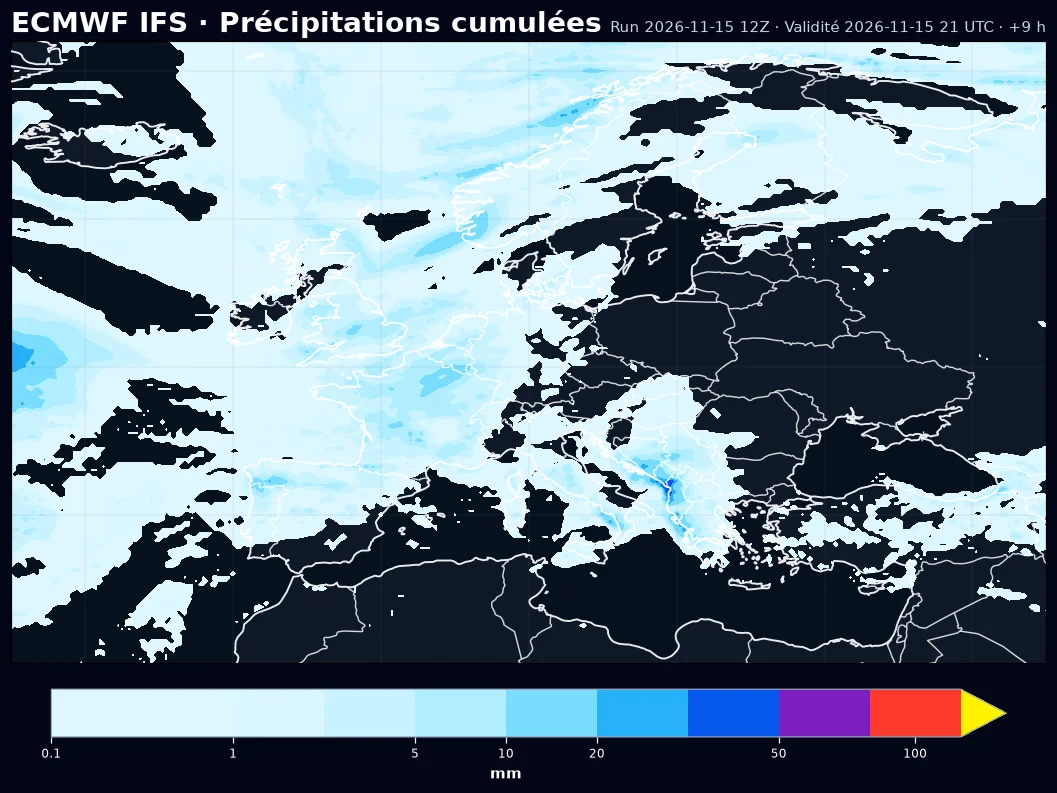 ECMWF IFS · Précipitations cumulées Run 2026-11-15 12Z · Validité 2026-11-15 21 UTC · +9 h
0.1 1 5 10 20 50 100
mm